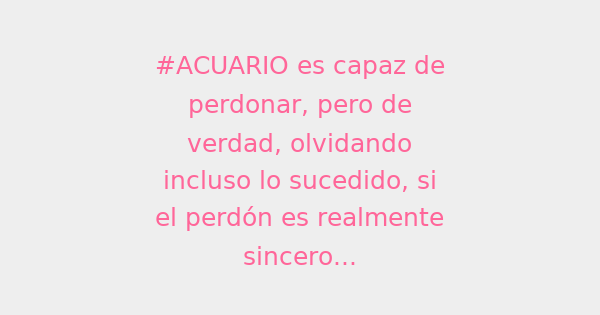 #ACUARIO es capaz de
perdonar, pero de
verdad, olvidando
incluso lo sucedido, si
el perdón es realmente
sincero...